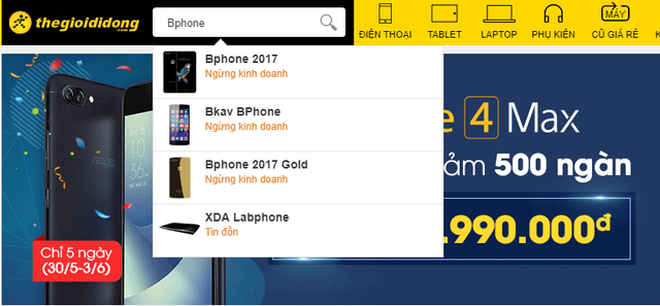 thegioididong
.com
Bphone
ĐIỆN THOẠI
TABLET
LAPTOP
PHỤ KIỆN
MÁY
CŨ GIÁ RẺ
K
Bphone 2017
Ngừng kinh doanh
Bkav BPhone
Ngừng kinh doanh
Bphone 2017 Gold
Ngừng kinh doanh
XDA Labphone
Tin đồn
ASUS
e 4 Max
ảm 500 ngàn
.990.000đ
Chỉ 5 ngày
(30/5-3/6)